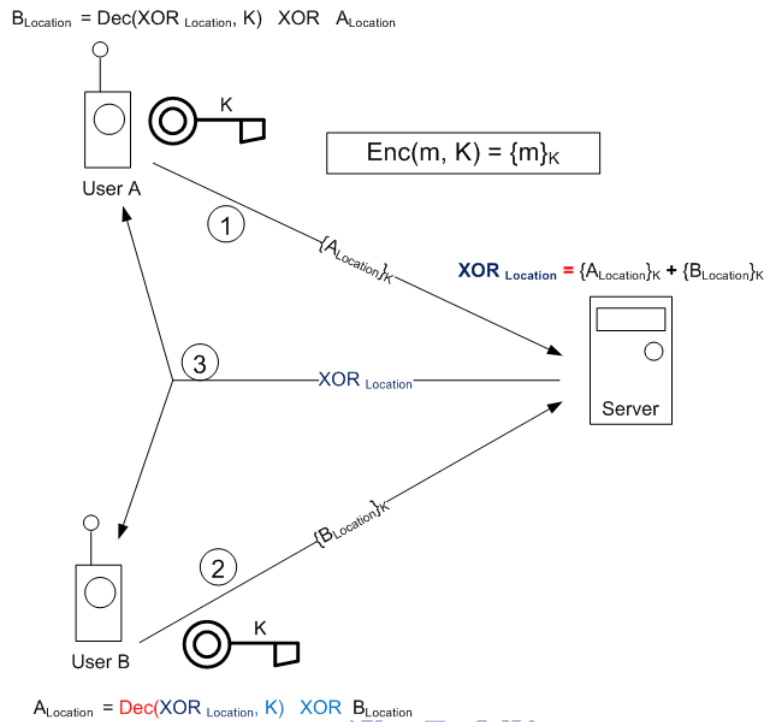 BLocation = Dec(XOR Location, K) XOR ALocation
K
Enc(m, K) = {m}K
User A
1
{ALocation}K
XOR Location = {ALocation}K + {BLocation}K
3
XOR Location
Server
{BLocation}K
2
K
User B
ALocation = Dec(XOR Location, K) XOR BLocation